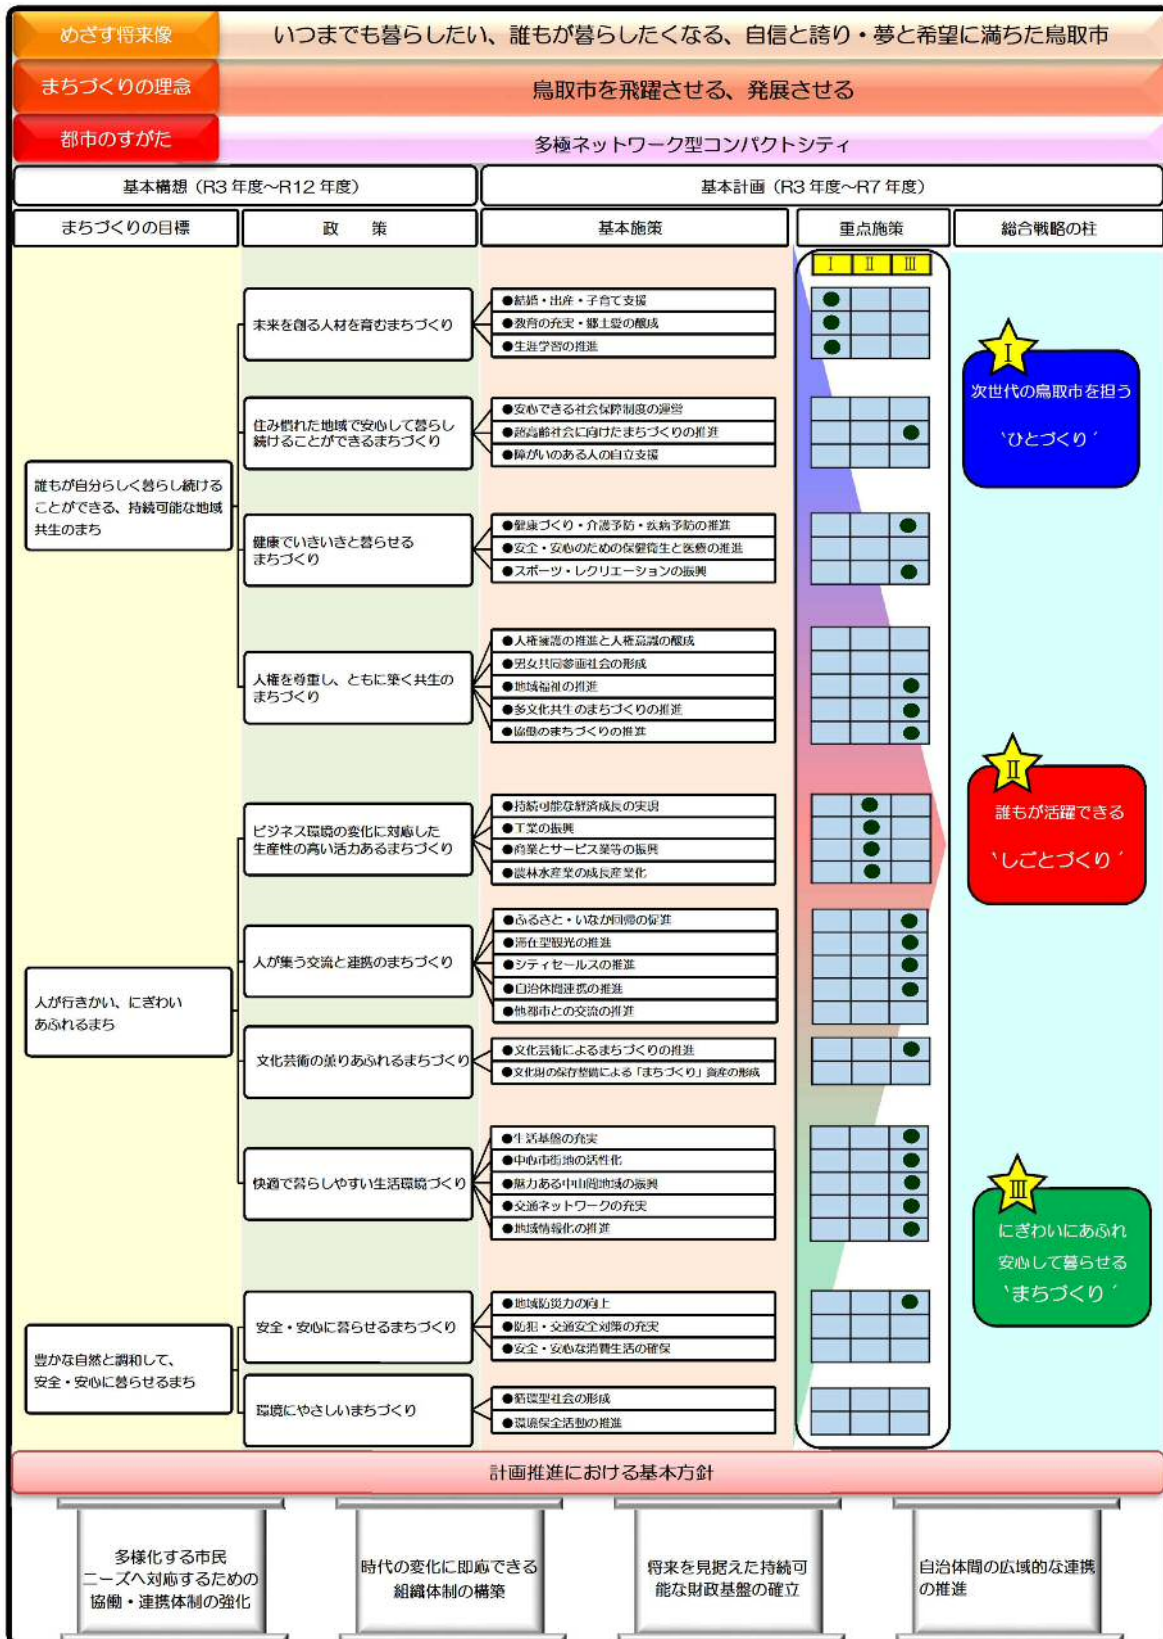 めざす将来像
いつまでも暮らしたい、誰もが暮らしたくなる、自信と誇り・夢と希望に満ちた鳥取市
まちづくりの理念
鳥取市を飛躍させる、発展させる
都市のすがた
多極ネットワーク型コンパクトシティ
基本構想（R3 年度～R12 年度）
基本計画（R3 年度～R7 年度）
まちづくりの目標
政　策
基本施策
重点施策
総合戦略の柱
Ⅰ Ⅱ Ⅲ
誰もが自分らしく暮らし続ける
ことができる、持続可能な地域
共生のまち
未来を創る人材を育むまちづくり
●結婚・出産・子育て支援
●教育の充実・郷土愛の醸成
●生涯学習の推進
住み慣れた地域で安心して暮らし
続けることができるまちづくり
●安心できる社会保障制度の運営
●超高齢社会に向けたまちづくりの推進
●障がいのある人の自立支援
健康でいきいきと暮らせる
まちづくり
●健康づくり・介護予防・疾病予防の推進
●安全・安心のための保健衛生と医療の推進
●スポーツ・レクリエーションの振興
人権を尊重し、ともに築く共生の
まちづくり
●人権擁護の推進と人権意識の醸成
●男女共同参画社会の形成
●地域福祉の推進
●多文化共生のまちづくりの推進
●協働のまちづくりの推進
人が行きかい、にぎわい
あふれるまち
ビジネス環境の変化に対応した
生産性の高い活力あるまちづくり
●持続可能な経済成長の実現
●工業の振興
●商業とサービス業等の振興
●農林水産業の成長産業化
人が集う交流と連携のまちづくり
●ふるさと・いなか回帰の促進
●滞在型観光の推進
●シティセールスの推進
●自治体間連携の推進
●他都市との交流の推進
文化芸術の薫りあふれるまちづくり
●文化芸術によるまちづくりの推進
●文化財の保存整備による「まちづくり」資産の形成
快適で暮らしやすい生活環境づくり
●生活基盤の充実
●中心市街地の活性化
●魅力ある中山間地域の振興
●交通ネットワークの充実
●地域情報化の推進
豊かな自然と調和して、
安全・安心に暮らせるまち
安全・安心に暮らせるまちづくり
●地域防災力の向上
●防犯・交通安全対策の充実
●安全・安心な消費生活の確保
環境にやさしいまちづくり
●循環型社会の形成
●環境保全活動の推進
Ⅰ
次世代の鳥取市を担う
‵ひとづくり′
Ⅱ
誰もが活躍できる
‵しごとづくり′
Ⅲ
にぎわいにあふれ
安心して暮らせる
‵まちづくり′
計画推進における基本方針
多様化する市民
ニーズへ対応するための
協働・連携体制の強化
時代の変化に即応できる
組織体制の構築
将来を見据えた持続可
能な財政基盤の確立
自治体間の広域的な連携
の推進